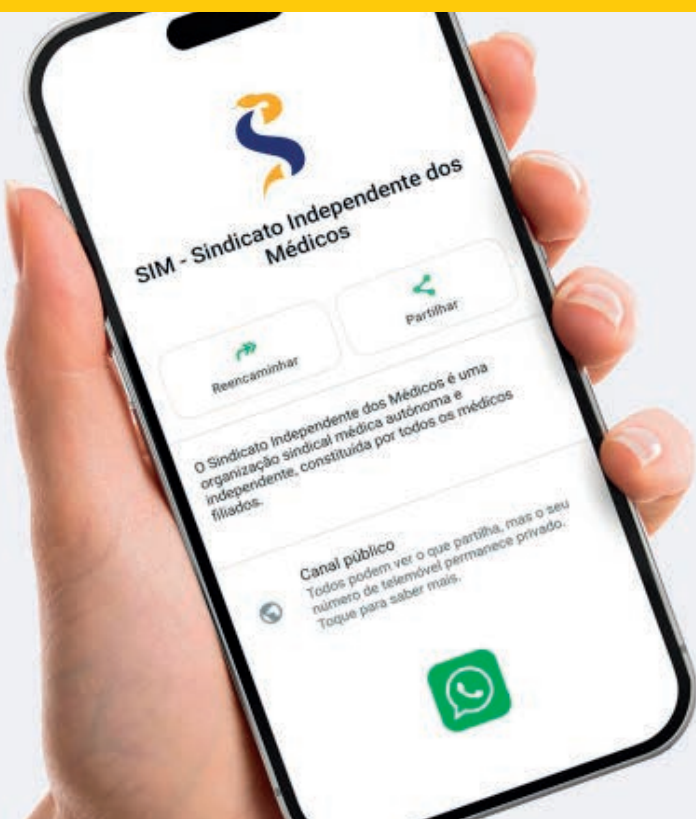 SIM - Sindicato Independente dos
Médicos
Reencaminhar
Partilhar
O Sindicato Independente dos Médicos é uma
organização sindical médica autónoma e
independente, constituída por todos os médicos
filiados.
Canal público
Todos podem ver o que partilha, mas o seu
número de telemóvel permanece privado.
Toque para saber mais.